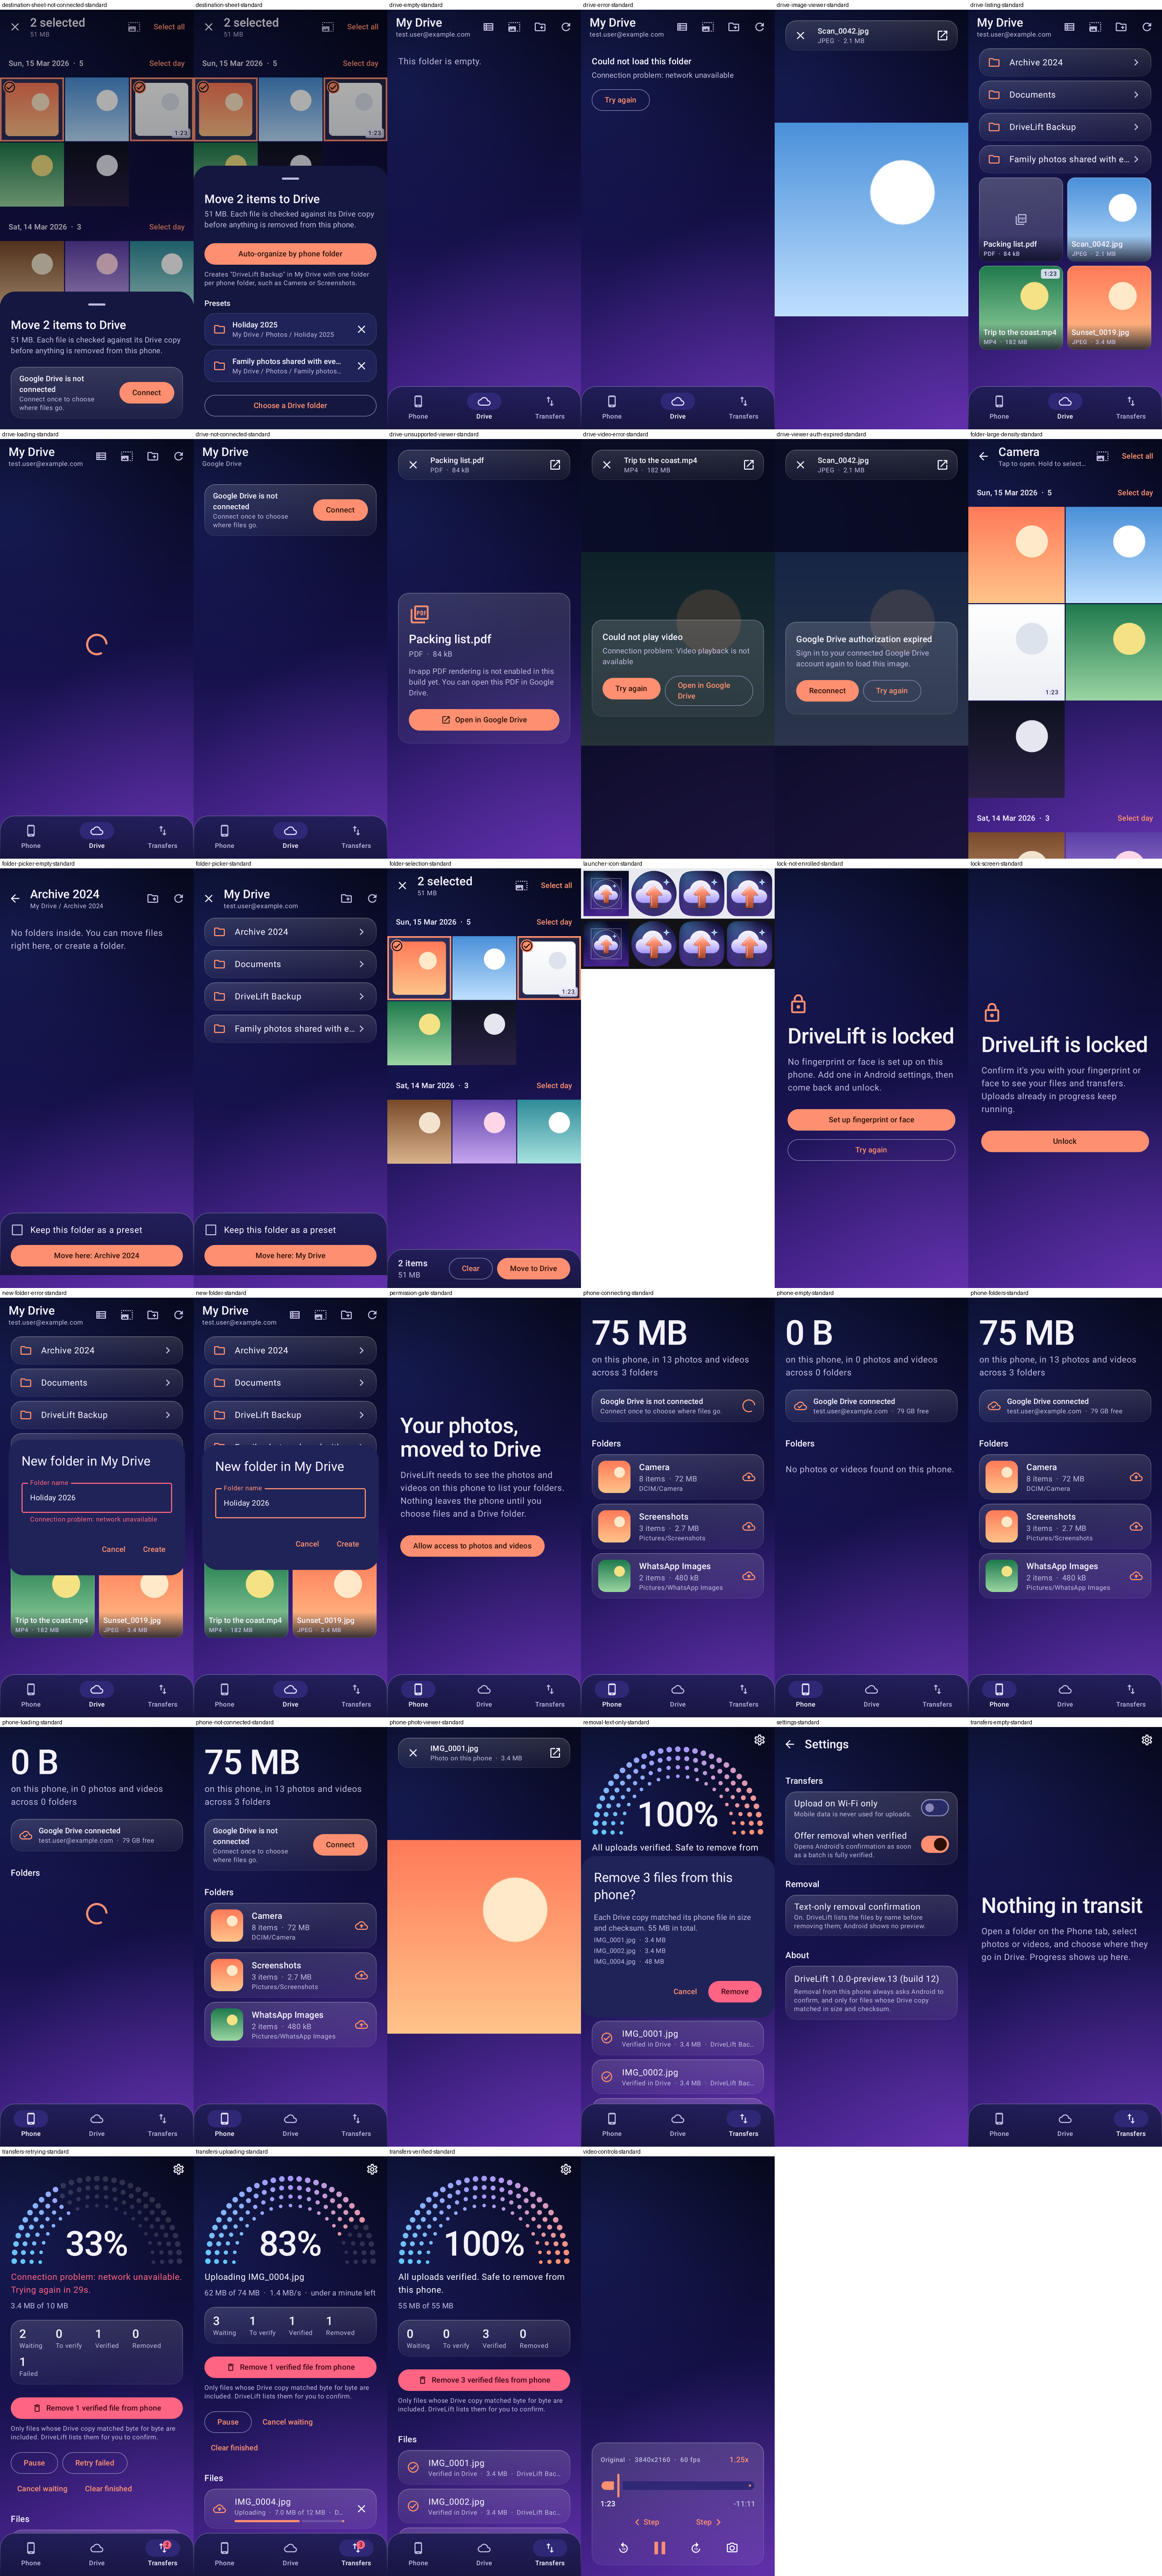 destination-sheet-not-connected-standard
2 selected
51 MB
Select all
Sun, 15 Mar 2026 · 5
Select day
1:23
Sat, 14 Mar 2026 · 3
Select day
Move 2 items to Drive
51 MB. Each file is checked against its Drive copy
before anything is removed from this phone.
Google Drive is not
connected
Connect once to choose
where files go.
Connect
destination-sheet-standard
2 selected
51 MB
Select all
Sun, 15 Mar 2026 · 5
Select day
1:23
Move 2 items to Drive
51 MB. Each file is checked against its Drive copy
before anything is removed from this phone.
Auto-organize by phone folder
Creates "DriveLift Backup" in My Drive with one folder
per phone folder, such as Camera or Screenshots.
Presets
Holiday 2025
My Drive / Photos / Holiday 2025
Family photos shared with eve...
My Drive / Photos / Family photos...
Choose a Drive folder
drive-empty-standard
My Drive
test.user@example.com
This folder is empty.
Phone
Drive
Transfers
drive-error-standard
My Drive
test.user@example.com
Could not load this folder
Connection problem: network unavailable
Try again
Phone
Drive
Transfers
drive-image-viewer-standard
Scan_0042.jpg
JPEG · 2.1 MB
drive-listing-standard
My Drive
test.user@example.com
Archive 2024
Documents
DriveLift Backup
Family photos shared with e...
Packing list.pdf
PDF · 84 kB
Scan_0042.jpg
JPEG · 2.1 MB
1:23
Trip to the coast.mp4
MP4 · 182 MB
Sunset_0019.jpg
JPEG · 3.4 MB
Phone
Drive
Transfers
drive-loading-standard
My Drive
test.user@example.com
Phone
Drive
Transfers
drive-not-connected-standard
My Drive
Google Drive
Google Drive is not
connected
Connect once to choose
where files go.
Connect
Phone
Drive
Transfers
drive-unsupported-viewer-standard
Packing list.pdf
PDF · 84 kB
PDF
Packing list.pdf
PDF · 84 kB
In-app PDF rendering is not enabled in this
build yet. You can open this PDF in Google
Drive.
Open in Google Drive
drive-video-error-standard
Trip to the coast.mp4
MP4 · 182 MB
Could not play video
Connection problem: Video playback is not
available
Try again
Open in Google
Drive
drive-viewer-auth-expired-standard
Scan_0042.jpg
JPEG · 2.1 MB
Google Drive authorization expired
Sign in to your connected Google Drive
account again to load this image.
Reconnect
Try again
folder-large-density-standard
Camera
Tap to open. Hold to select...
Select all
Sun, 15 Mar 2026 · 5
Select day
1:23
Sat, 14 Mar 2026 · 3
Select day
folder-picker-empty-standard
Archive 2024
My Drive / Archive 2024
No folders inside. You can move files
right here, or create a folder.
Keep this folder as a preset
Move here: Archive 2024
folder-picker-standard
My Drive
test.user@example.com
Archive 2024
Documents
DriveLift Backup
Family photos shared with e...
Keep this folder as a preset
Move here: My Drive
folder-selection-standard
2 selected
51 MB
Select all
Sun, 15 Mar 2026 · 5
Select day
1:23
Sat, 14 Mar 2026 · 3
Select day
2 items
51 MB
Clear
Move to Drive
launcher-icon-standard
lock-not-enrolled-standard
DriveLift is locked
No fingerprint or face is set up on this
phone. Add one in Android settings, then
come back and unlock.
Set up fingerprint or face
Try again
lock-screen-standard
DriveLift is locked
Confirm it's you with your fingerprint or
face to see your files and transfers.
Uploads already in progress keep
running.
Unlock
new-folder-error-standard
My Drive
test.user@example.com
Archive 2024
Documents
DriveLift Backup
New folder in My Drive
Folder name
Holiday 2026
Connection problem: network unavailable
Cancel
Create
Trip to the coast.mp4
MP4 · 182 MB
Sunset_0019.jpg
JPEG · 3.4 MB
Phone
Drive
Transfers
new-folder-standard
My Drive
test.user@example.com
Archive 2024
Documents
DriveLift Backup
New folder in My Drive
Folder name
Holiday 2026
Cancel
Create
Trip to the coast.mp4
MP4 · 182 MB
Sunset_0019.jpg
JPEG · 3.4 MB
Phone
Drive
Transfers
permission-gate-standard
Your photos,
moved to Drive
DriveLift needs to see the photos and
videos on this phone to list your folders.
Nothing leaves the phone until you
choose files and a Drive folder.
Allow access to photos and videos
Phone
Drive
Transfers
phone-connecting-standard
75 MB
on this phone, in 13 photos and videos
across 3 folders
Google Drive is not connected
Connect once to choose where files go.
Folders
Camera
8 items · 72 MB
DCIM/Camera
Screenshots
3 items · 2.7 MB
Pictures/Screenshots
WhatsApp Images
2 items · 480 kB
Pictures/WhatsApp Images
Phone
Drive
Transfers
phone-empty-standard
0 B
on this phone, in 0 photos and videos
across 0 folders
Google Drive connected
test.user@example.com · 79 GB free
Folders
No photos or videos found on this phone.
Phone
Drive
Transfers
phone-folders-standard
75 MB
on this phone, in 13 photos and videos
across 3 folders
Google Drive connected
test.user@example.com · 79 GB free
Folders
Camera
8 items · 72 MB
DCIM/Camera
Screenshots
3 items · 2.7 MB
Pictures/Screenshots
WhatsApp Images
2 items · 480 kB
Pictures/WhatsApp Images
Phone
Drive
Transfers
phone-loading-standard
0 B
on this phone, in 0 photos and videos
across 0 folders
Google Drive connected
test.user@example.com · 79 GB free
Folders
Phone
Drive
Transfers
phone-not-connected-standard
75 MB
on this phone, in 13 photos and videos
across 3 folders
Google Drive is not
connected
Connect once to choose
where files go.
Connect
Folders
Camera
8 items · 72 MB
DCIM/Camera
Screenshots
3 items · 2.7 MB
Pictures/Screenshots
WhatsApp Images
2 items · 480 kB
Pictures/WhatsApp Images
Phone
Drive
Transfers
phone-photo-viewer-standard
IMG_0001.jpg
Photo on this phone · 3.4 MB
removal-text-only-standard
100%
All uploads verified. Safe to remove from
Remove 3 files from this
phone?
Each Drive copy matched its phone file in size
and checksum. 55 MB in total.
IMG_0001.jpg · 3.4 MB
IMG_0002.jpg · 3.4 MB
IMG_0004.jpg · 48 MB
Cancel
Remove
IMG_0001.jpg
Verified in Drive · 3.4 MB · DriveLift Bac...
IMG_0002.jpg
Verified in Drive · 3.4 MB · DriveLift Bac...
Phone
Drive
Transfers
settings-standard
Settings
Transfers
Upload on Wi-Fi only
Mobile data is never used for uploads.
Offer removal when verified
Opens Android's confirmation as soon
as a batch is fully verified.
Removal
Text-only removal confirmation
On. DriveLift lists the files by name before
removing them; Android shows no preview.
About
DriveLift 1.0.0-preview.13 (build 12)
Removal from this phone always asks Android to
confirm, and only for files whose Drive copy
matched in size and checksum.
transfers-empty-standard
Nothing in transit
Open a folder on the Phone tab, select
photos or videos, and choose where they
go in Drive. Progress shows up here.
Phone
Drive
Transfers
transfers-retrying-standard
33%
Connection problem: network unavailable.
Trying again in 29s.
3.4 MB of 10 MB
2
Waiting
0
To verify
1
Verified
0
Removed
1
Failed
Remove 1 verified file from phone
Only files whose Drive copy matched byte for byte are
included. DriveLift lists them for you to confirm.
Pause
Retry failed
Cancel waiting
Clear finished
Files
Phone
Drive
2
Transfers
transfers-uploading-standard
83%
Uploading IMG_0004.jpg
62 MB of 74 MB · 1.4 MB/s · under a minute left
3
Waiting
1
To verify
1
Verified
1
Removed
Remove 1 verified file from phone
Only files whose Drive copy matched byte for byte are
included. DriveLift lists them for you to confirm.
Pause
Cancel waiting
Clear finished
Files
IMG_0004.jpg
Uploading · 7.0 MB of 12 MB · D...
Phone
Drive
Transfers
transfers-verified-standard
100%
All uploads verified. Safe to remove from
this phone.
55 MB of 55 MB
0
Waiting
0
To verify
3
Verified
0
Removed
Remove 3 verified files from phone
Only files whose Drive copy matched byte for byte are
included. DriveLift lists them for you to confirm.
Files
IMG_0001.jpg
Verified in Drive · 3.4 MB · DriveLift Bac...
IMG_0002.jpg
Verified in Drive · 3.4 MB · DriveLift Bac...
Phone
Drive
Transfers
video-controls-standard
Original · 3840x2160 · 60 fps
1.25x
1:23
-11:11
Step
Step